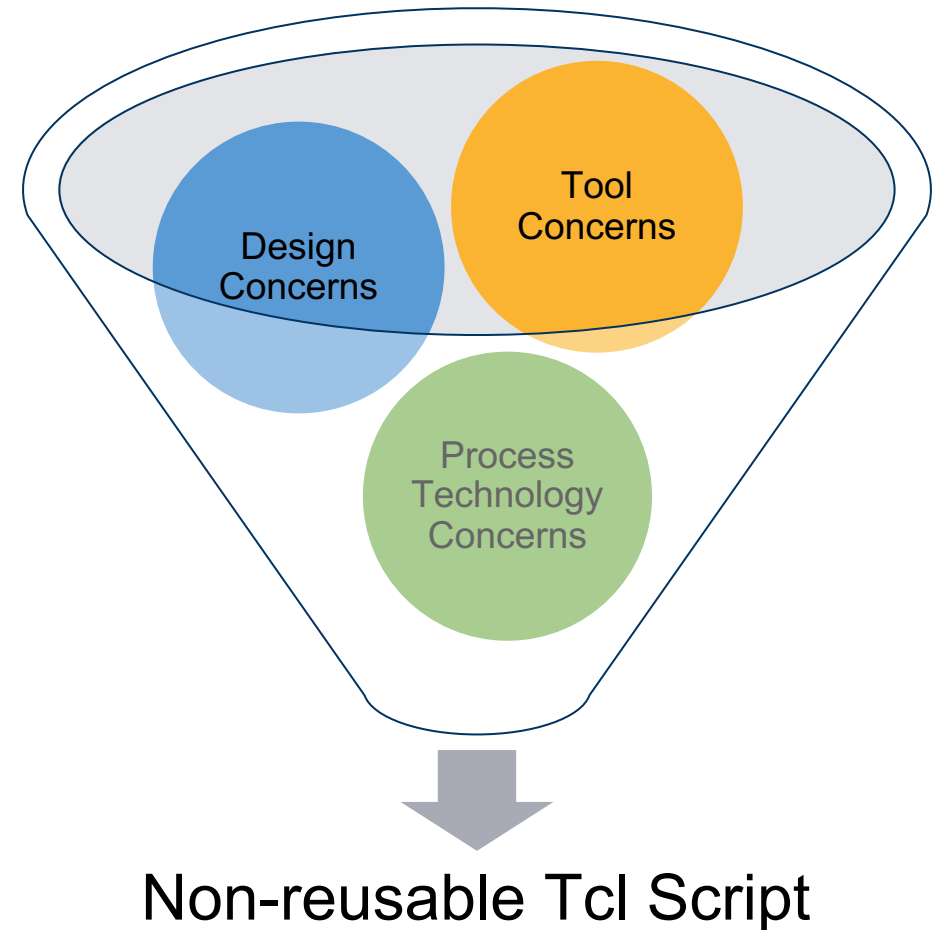 Tool
Concerns
Design
Concerns
Process
Technology
Concerns
Non-reusable Tcl Script